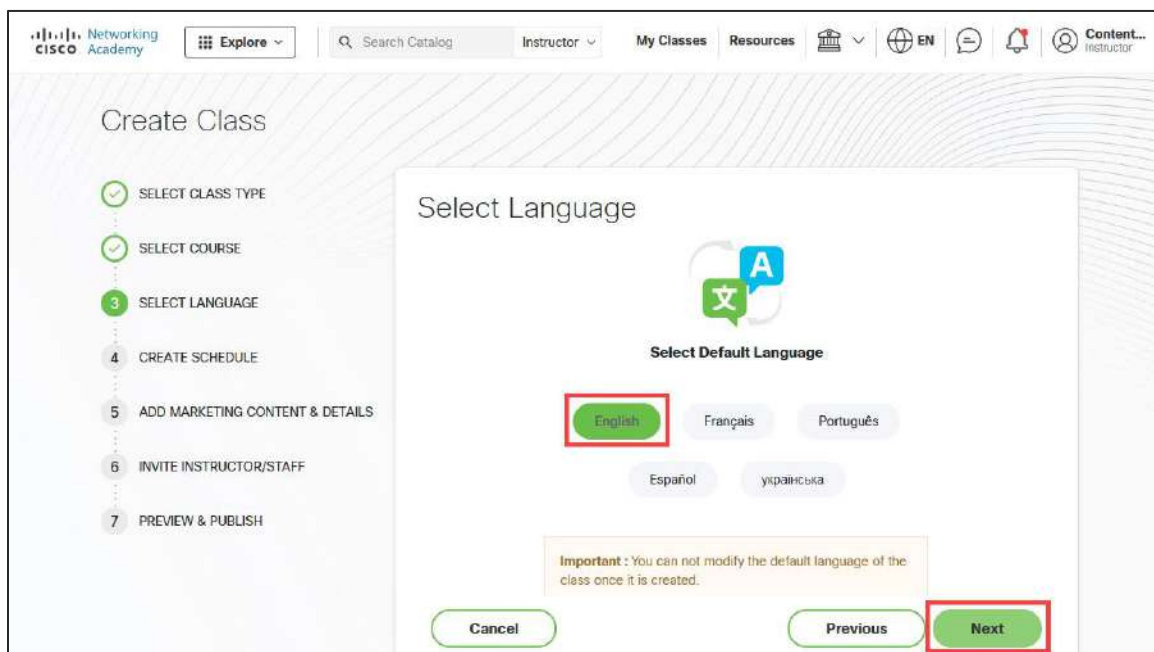 CISCO Networking Academy
Explore
Search Catalog
Instructor
My Classes
Resources
EN
Content...
Instructor
Create Class
SELECT CLASS TYPE
SELECT COURSE
3 SELECT LANGUAGE
4 CREATE SCHEDULE
5 ADD MARKETING CONTENT & DETAILS
6 INVITE INSTRUCTOR/STAFF
7 PREVIEW & PUBLISH
Select Language
文 A
Select Default Language
English Français Português
Español українська
Important : You can not modify the default language of the
class once it is created.
Cancel Previous Next